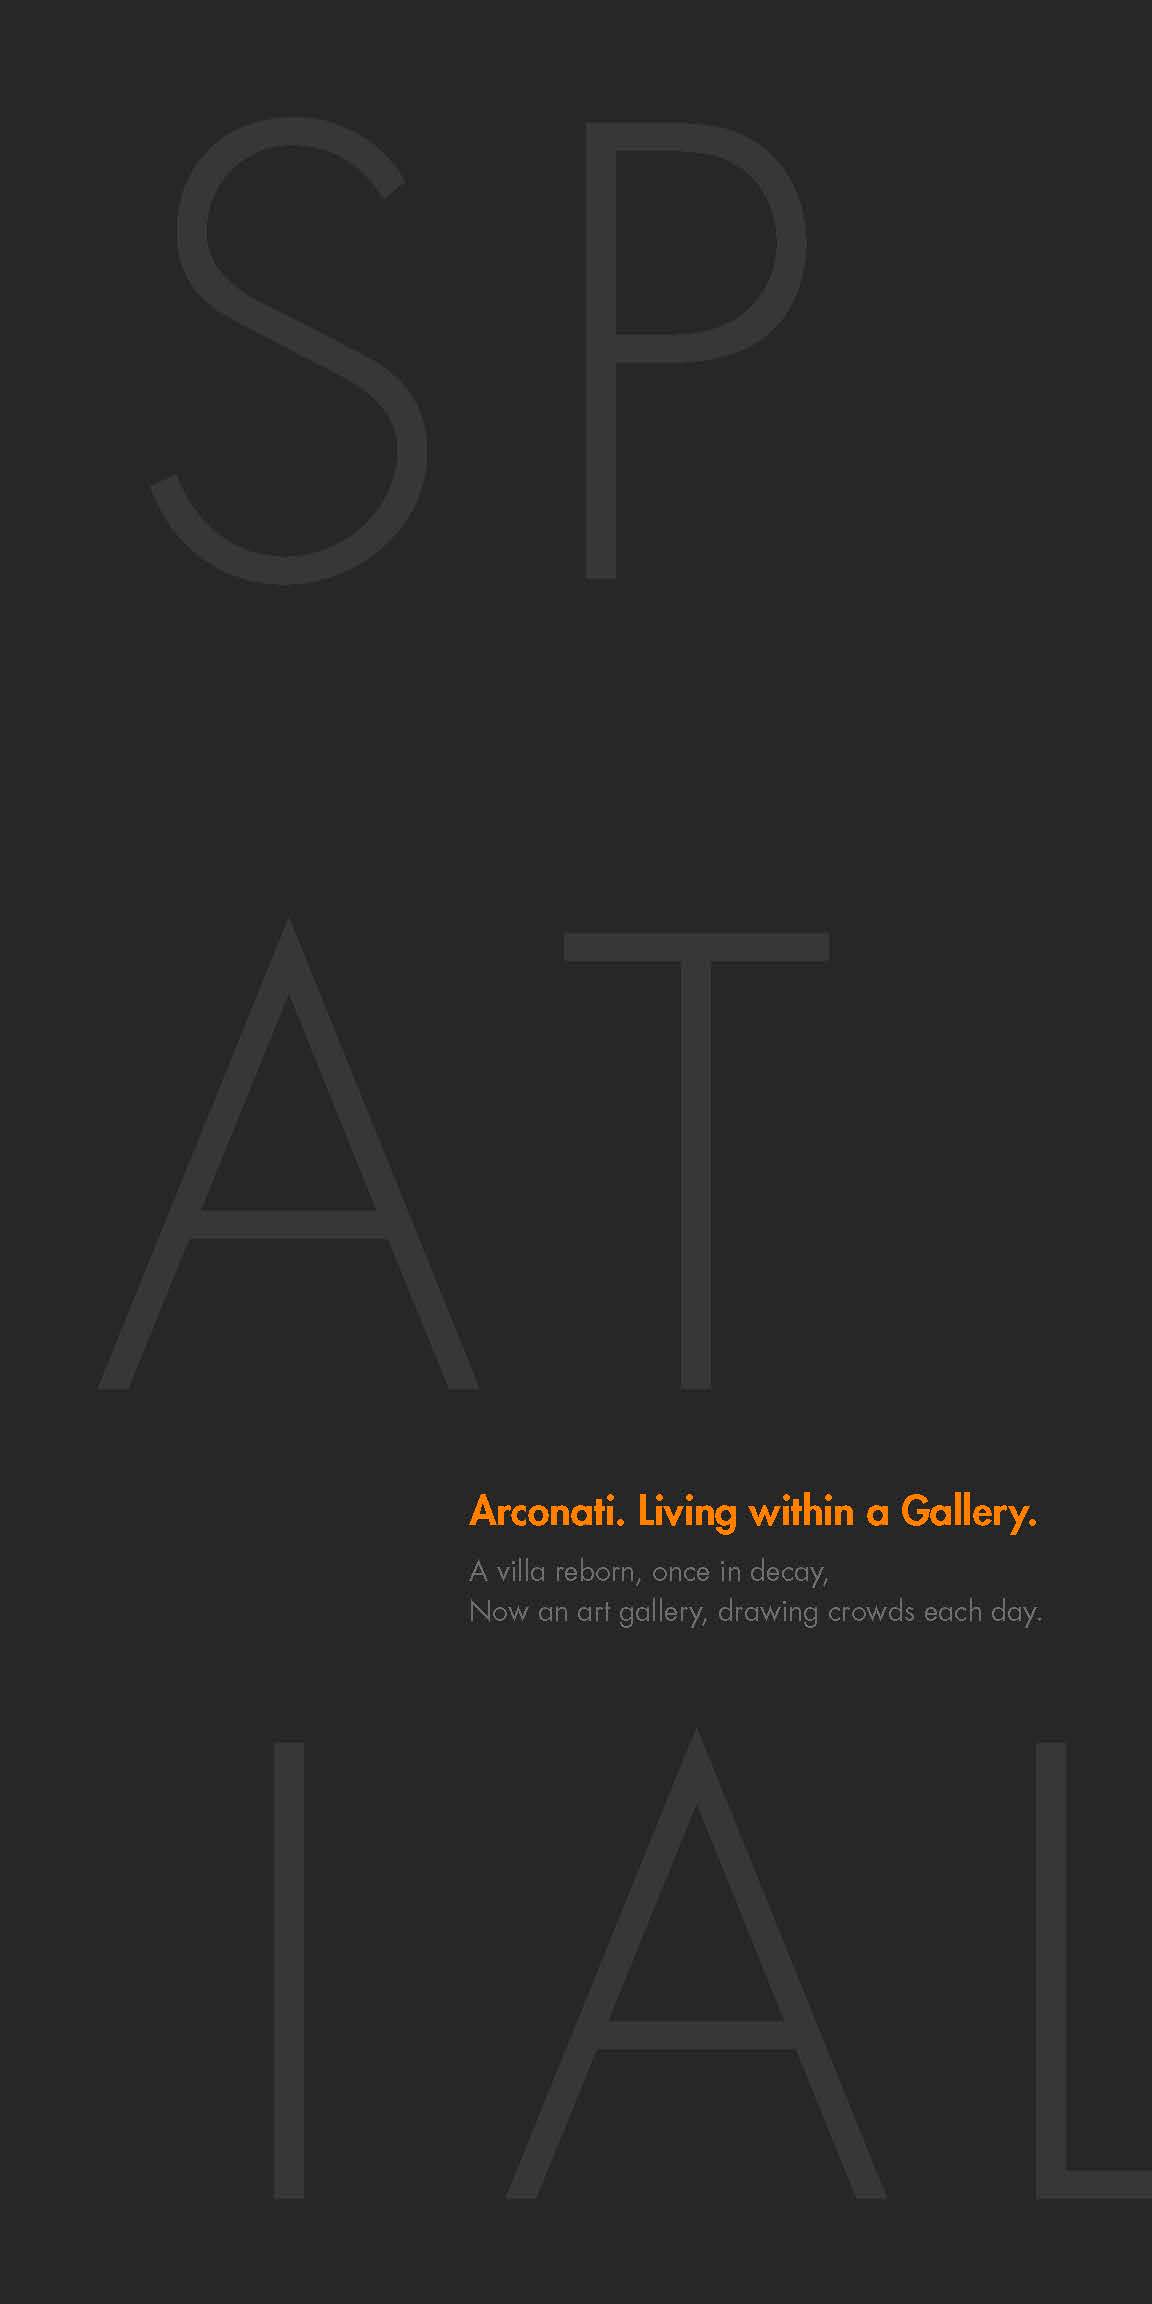 SP
AT
Arconati. Living within a Gallery.
A villa reborn, once in decay,
Now an art gallery, drawing crowds each day.
IAL